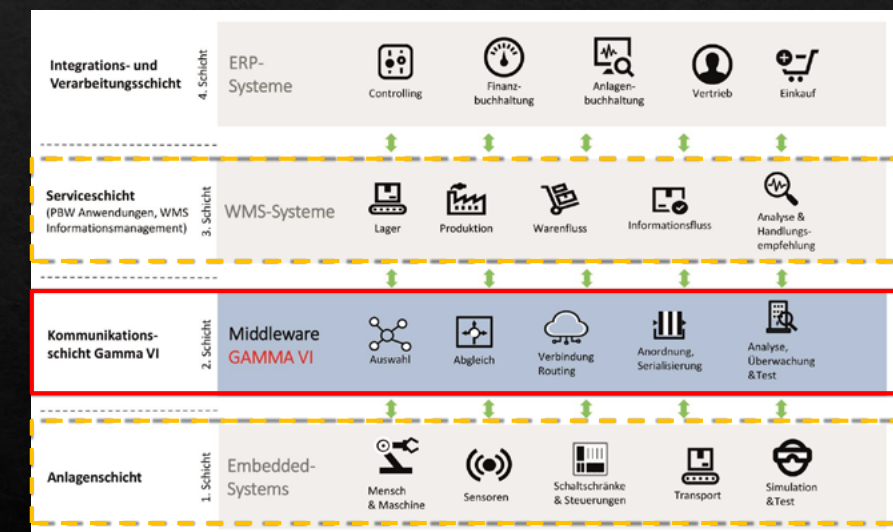 Integrations- und
Verarbeitungsschicht
4. Schicht
ERP-
Systeme
Controlling
Finanz-
buchhaltung
Anlagen-
buchhaltung
Vertrieb
Einkauf
Serviceschicht
(PBW Anwendungen, WMS
Informationsmanagement)
3. Schicht
WMS-Systeme
Lager
Produktion
Warenfluss
Informationsfluss
Analyse &
Handlungs-
empfehlung
Kommunikations-
schicht Gamma VI
2. Schicht
Middleware
GAMMA VI
Auswahl
Abgleich
Verbindung
Routing
Anordnung,
Serialisierung
Analyse,
Überwachung
&Test
Anlagenschicht
1. Schicht
Embedded-
Systems
Mensch
& Maschine
Sensoren
Schaltschränke
& Steuerungen
Transport
Simulation
&Test